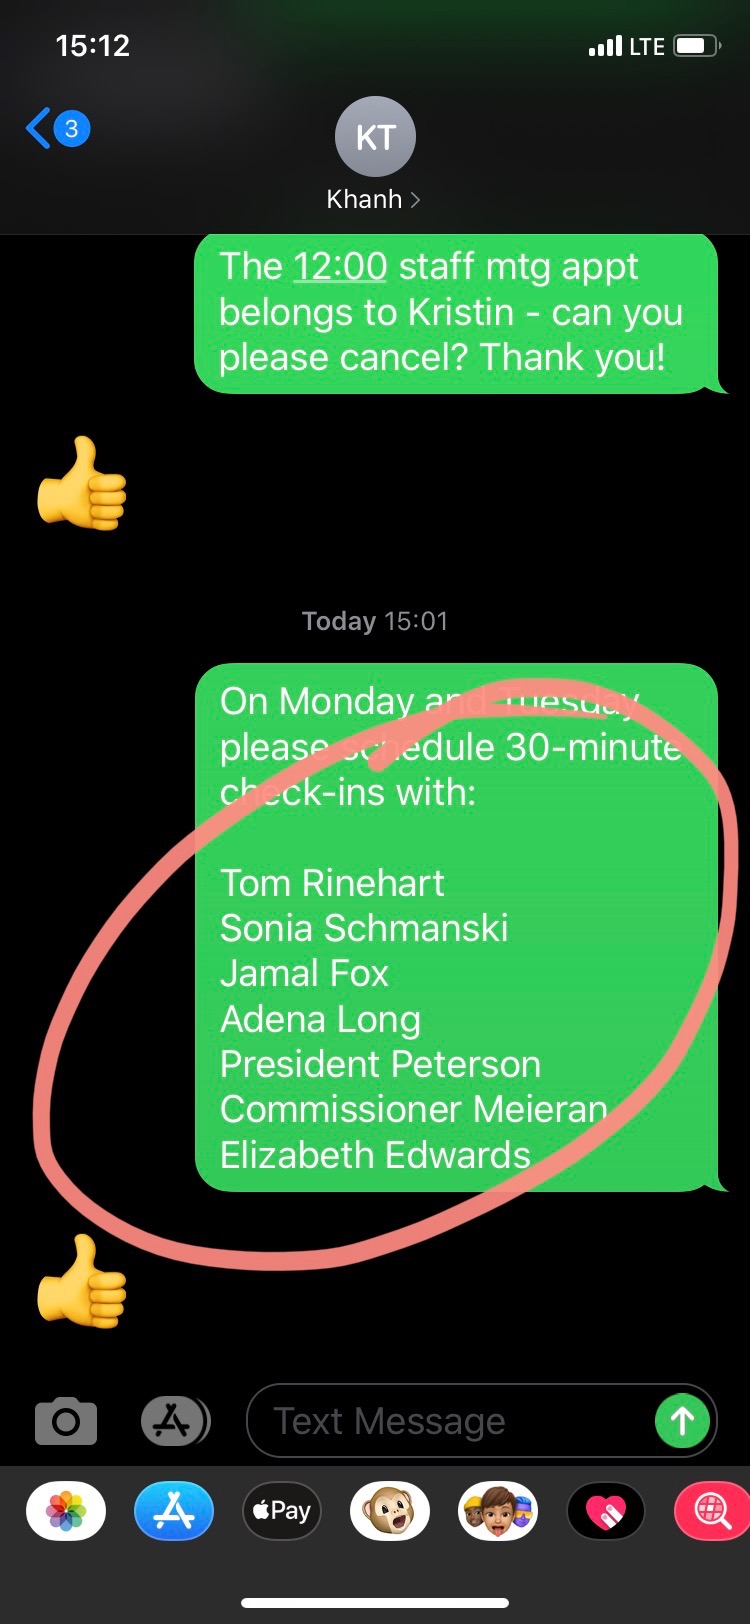 15:12
LTE
3
KT
Khanh
The 12:00 staff mtg appt
belongs to Kristin - can you
please cancel? Thank you!
Today 15:01
On Monday and Tuesday
please schedule 30-minute
check-ins with:
Tom Rinehart
Sonia Schmanski
Jamal Fox
Adena Long
President Peterson
Commissioner Meieran
Elizabeth Edwards
Text Message
Pay